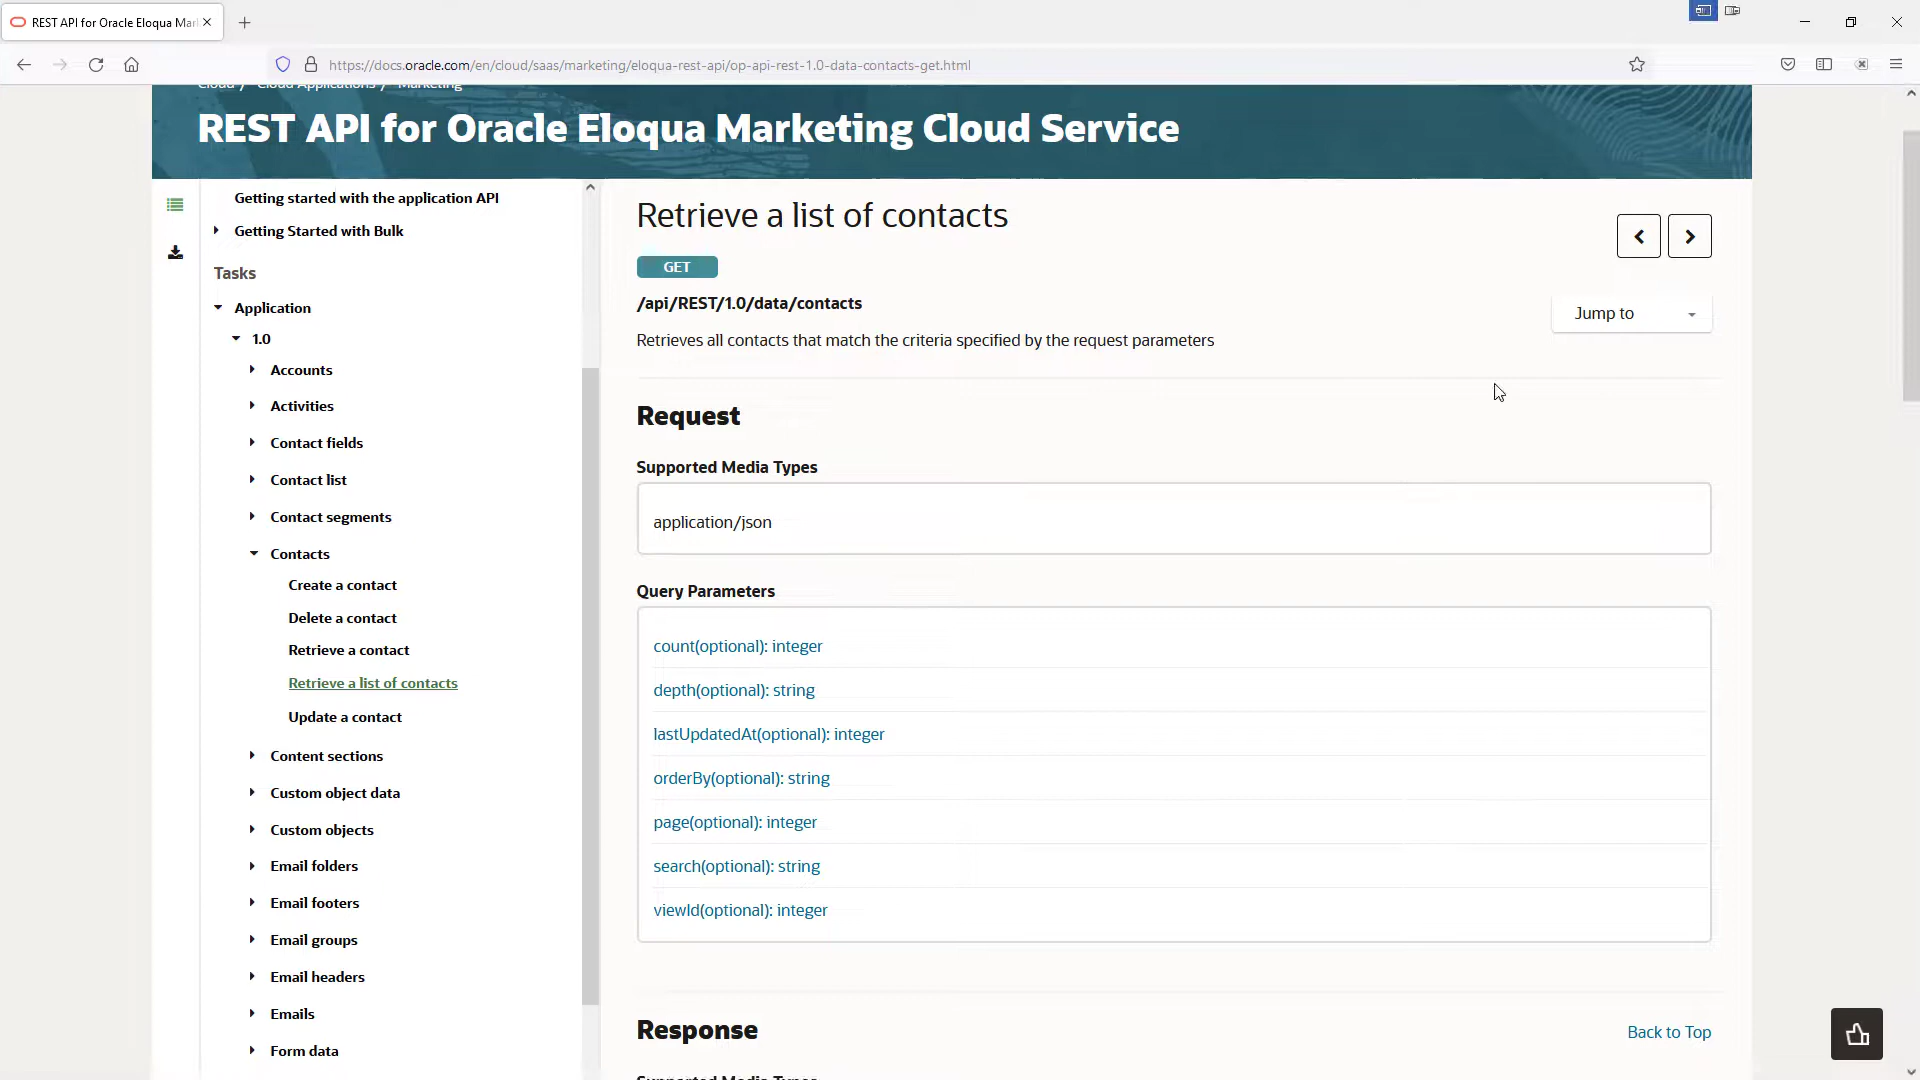 REST API for Oracle Eloqua Mar
https://docs.oracle.com/en/cloud/saas/marketing/eloqua-rest-api/op-api-rest-1.0-data-contacts-get.html
Cloud / Cloud Applications / Marketing
REST API for Oracle Eloqua Marketing Cloud Service
Getting started with the application API
Getting Started with Bulk
Tasks
Application
1.0
Accounts
Activities
Contact fields
Contact list
Contact segments
Contacts
Create a contact
Delete a contact
Retrieve a contact
Retrieve a list of contacts
Update a contact
Content sections
Custom object data
Custom objects
Email folders
Email footers
Email groups
Email headers
Emails
Form data
Retrieve a list of contacts
GET
/api/REST/1.0/data/contacts
Jump to
Retrieves all contacts that match the criteria specified by the request parameters
Request
Supported Media Types
application/json
Query Parameters
count(optional): integer
depth(optional): string
lastUpdatedAt(optional): integer
orderBy(optional): string
page(optional): integer
search(optional): string
viewId(optional): integer
Response
Back to Top
Supported Media Types